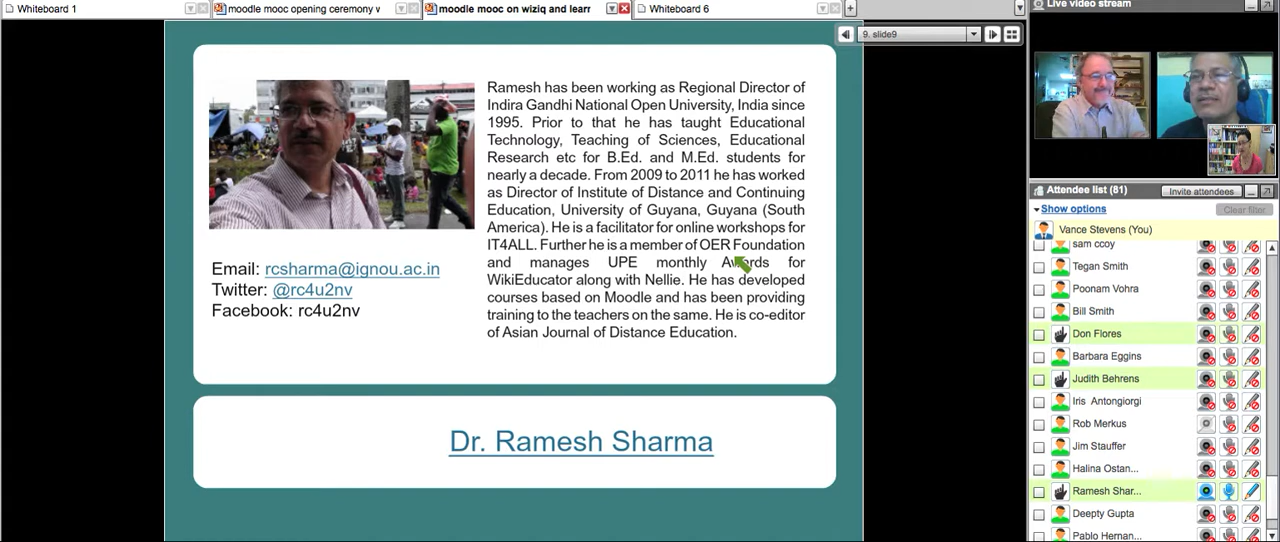 Whiteboard 1
moodle mooc opening ceremony v
moodle mooc on wiziq and learr
Whiteboard 6
9. slide9
Ramesh has been working as Regional Director of
Indira Gandhi National Open University, India since
1995. Prior to that he has taught Educational
Technology, Teaching of Sciences, Educational
Research etc for B.Ed. and M.Ed. students for
nearly a decade. From 2009 to 2011 he has worked
as Director of Institute of Distance and Continuing
Education, University of Guyana, Guyana (South
America). He is a facilitator for online workshops for
IT4ALL. Further he is a member of OER Foundation
and manages UPE monthly Awards for
WikiEducator along with Nellie. He has developed
courses based on Moodle and has been providing
training to the teachers on the same. He is co-editor
of Asian Journal of Distance Education.
Email: rcsharma@ignou.ac.in
Twitter: @rc4u2nv
Facebook: rc4u2nv
Dr. Ramesh Sharma
Live video stream
Attendee list (81)
Invite attendees
Show options
Clear filter
Vance Stevens (You)
sam ccoy
Tegan Smith
Poonam Vohra
Bill Smith
Don Flores
Barbara Eggins
Judith Behrens
Iris Antongiorgi
Rob Merkus
Jim Stauffer
Halina Ostan...
Ramesh Shar...
Deepty Gupta
Pablo Hernan...